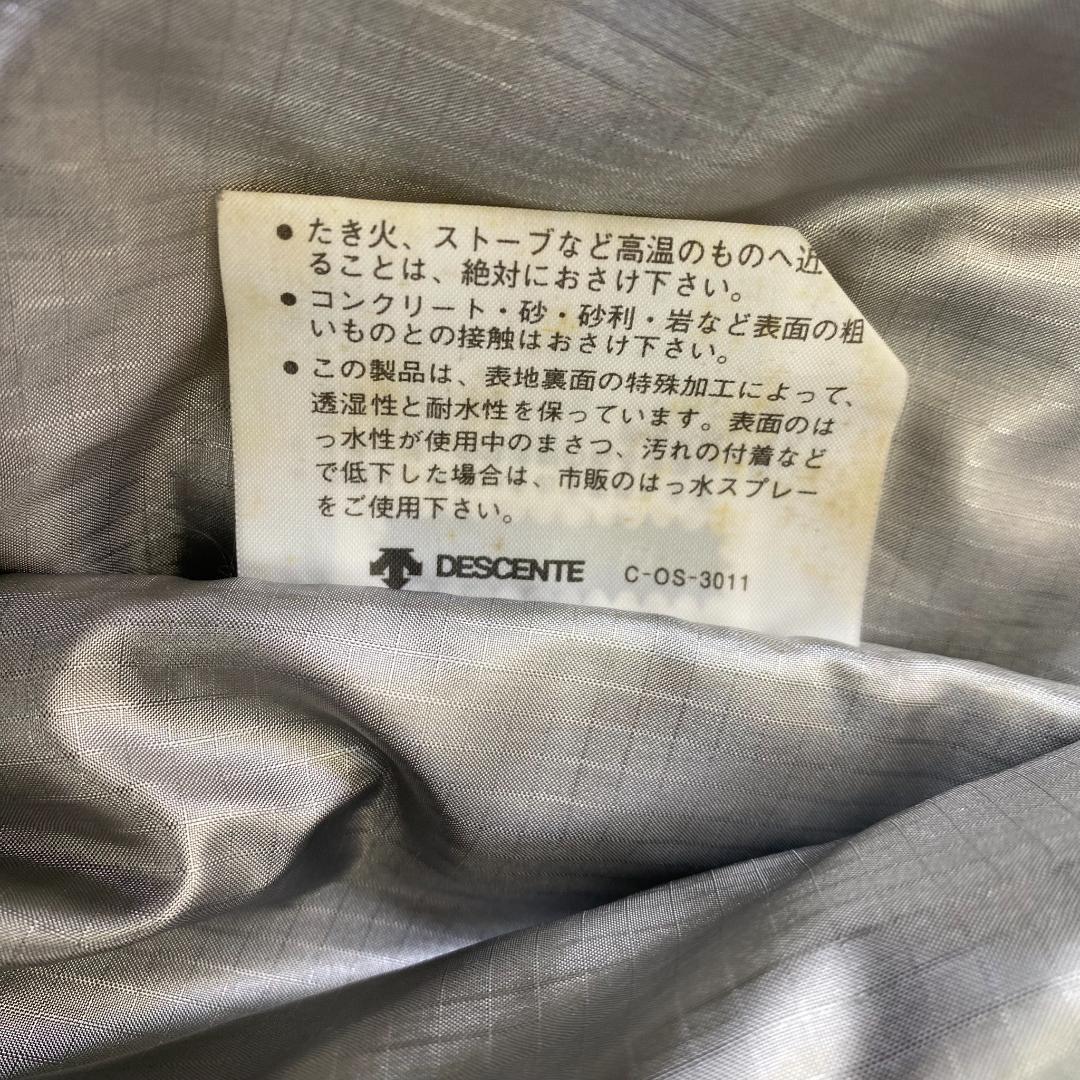 ● たき火、ストーブなど高温のものへ近
ることは、絶対におさけ下さい。
● コンクリート・砂・砂利・岩など表面の粗
いものとの接触はおさけ下さい。
● この製品は、表地裏面の特殊加工によって、
透湿性と耐水性を保っています。表面のは
っ水性が使用中のまさつ、汚れの付着など
で低下した場合は、市販のはっ水スプレー
をご使用下さい。
DESCENTE C-OS-3011